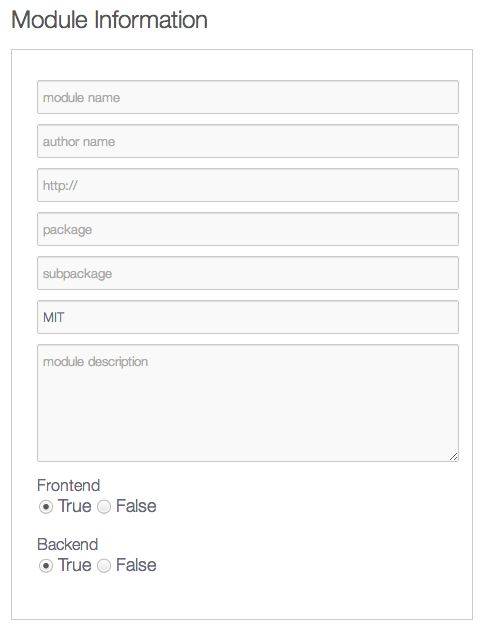 Module Information
module name
author name
http://
package
subpackage
MIT
module description
Frontend
True False
Backend
True False